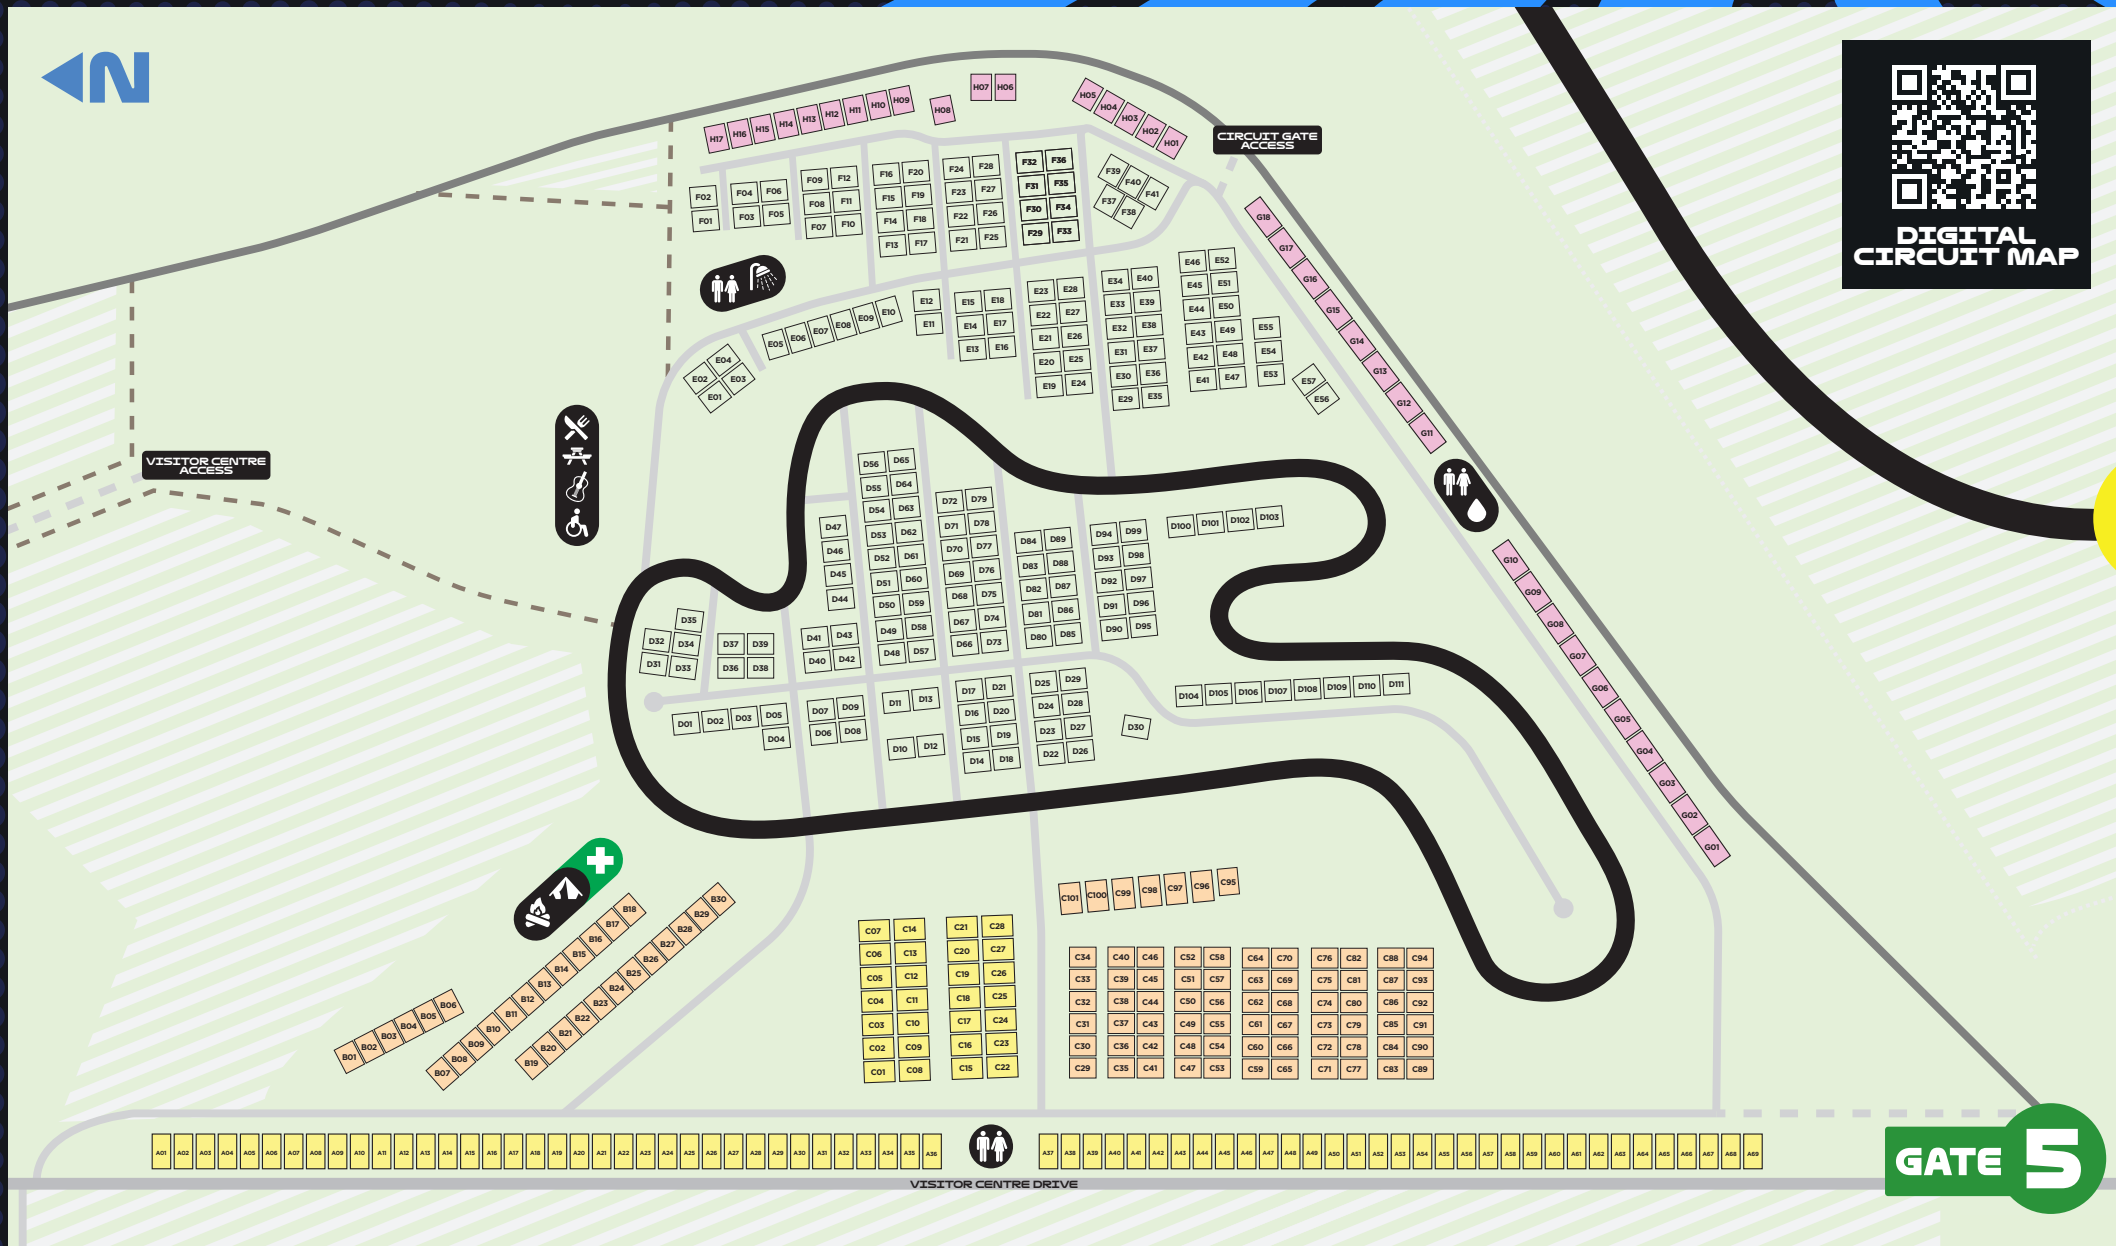 N
DIGITAL
CIRCUIT MAP
CIRCUIT GATE
ACCESS
VISITOR CENTRE
ACCESS
H17 H16 H15 H14 H13 H12 H11 H10 H09 H08 H07 H06 H05 H04 H03 H02 H01
F02 F04 F06 F09 F12 F16 F20 F24 F28 F32 F36 F39 F40 F41
F01 F03 F05 F08 F11 F15 F19 F23 F27 F31 F35 F37 F38
F07 F10 F14 F18 F22 F26 F30 F34
F13 F17 F21 F25 F29 F33
G18
G17
G16
G15
G14
G13
G12
G11
E04
E02 E03
E01
E05 E06 E07 E08 E09 E10
E12 E15 E18 E23 E28 E34 E40 E46 E52
E11 E14 E17 E22 E27 E33 E39 E45 E51
E13 E16 E21 E26 E32 E38 E44 E50
E20 E25 E31 E37 E43 E49 E55
E19 E24 E30 E36 E42 E48 E54
E29 E35 E41 E47 E53
E57
E56
D56 D65
D55 D64 D72 D79
D47 D54 D63 D71 D78 D84 D89 D94 D99 D100 D101 D102 D103
D46 D53 D62 D70 D77 D83 D88 D93 D98
D45 D52 D61 D69 D76 D82 D87 D92 D97
D44 D51 D60 D68 D75 D81 D86 D91 D96
D50 D59 D67 D74 D80 D85 D90 D95
D49 D58 D66 D73
D48 D57
D35
D32 D34 D37 D39 D41 D43
D31 D33 D36 D38 D40 D42
D01 D02 D03 D05 D07 D09 D11 D13 D17 D21 D25 D29
D04 D06 D08 D16 D20 D24 D28 D30
D10 D12 D15 D19 D23 D27
D14 D18 D22 D26
D104 D105 D106 D107 D108 D109 D110 D111
G10
G09
G08
G07
G06
G05
G04
G03
G02
G01
C101 C100 C99 C98 C97 C96 C95
B01 B02 B03 B04 B05 B06
B07 B08 B09 B10 B11 B12 B13 B14 B15 B16 B17 B18
B19 B20 B21 B22 B23 B24 B25 B26 B27 B28 B29 B30
C07 C14 C21 C28
C06 C13 C20 C27
C05 C12 C19 C26
C04 C11 C18 C25
C03 C10 C17 C24
C02 C09 C16 C23
C01 C08 C15 C22
C34 C40 C46 C52 C58 C64 C70 C76 C82 C88 C94
C33 C39 C45 C51 C57 C63 C69 C75 C81 C87 C93
C32 C38 C44 C50 C56 C62 C68 C74 C80 C86 C92
C31 C37 C43 C49 C55 C61 C67 C73 C79 C85 C91
C30 C36 C42 C48 C54 C60 C66 C72 C78 C84 C90
C29 C35 C41 C47 C53 C59 C65 C71 C77 C83 C89
A01 A02 A03 A04 A05 A06 A07 A08 A09 A10 A11 A12 A13 A14 A15 A16 A17 A18 A19 A20 A21 A22 A23 A24 A25 A26 A27 A28 A29 A30 A31 A32 A33 A34 A35 A36 A37 A38 A39 A40 A41 A42 A43 A44 A45 A46 A47 A48 A49 A50 A51 A52 A53 A54 A55 A56 A57 A58 A59 A60 A61 A62 A63 A64 A65 A66 A67 A68 A69
GATE 5
VISITOR CENTRE DRIVE